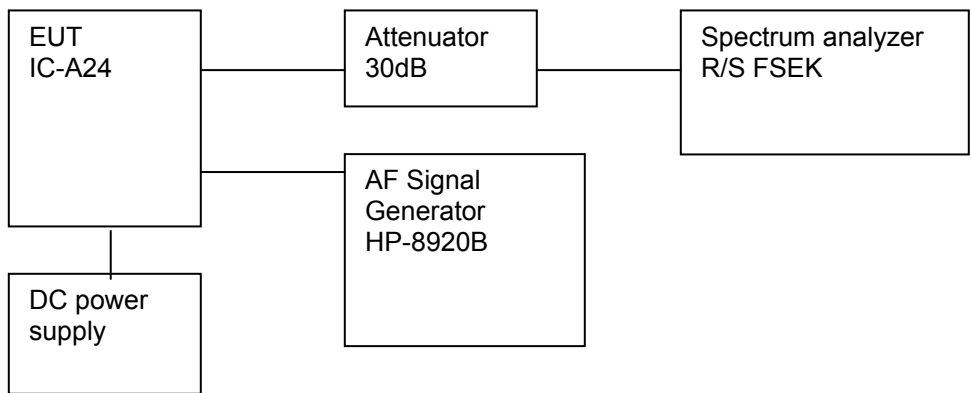 EUT
IC-A24
Attenuator
30dB
Spectrum analyzer
R/S FSEK
AF Signal
Generator
HP-8920B
DC power
supply